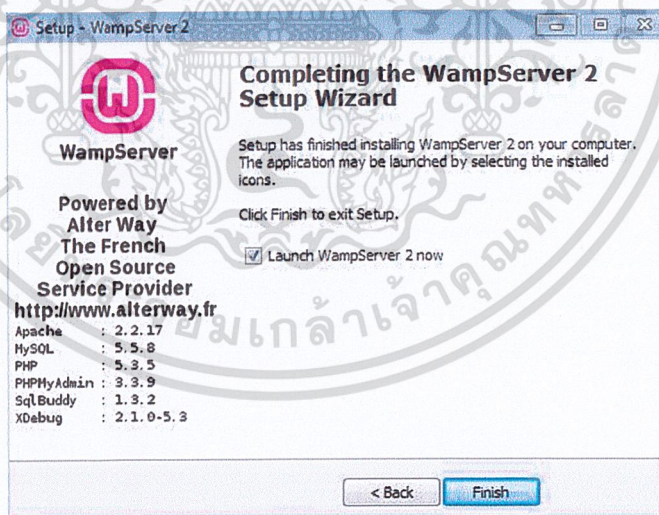 Setup - WampServer 2
WampServer
Powered by
Alter Way
The French
Open Source
Service Provider
http://www.alterway.fr
Apache : 2.2.17
MySQL : 5.5.8
PHP : 5.3.5
PHPMyAdmin : 3.3.9
SqlBuddy : 1.3.2
XDebug : 2.1.0-5.3
Completing the WampServer 2
Setup Wizard
Setup has finished installing WampServer 2 on your computer.
The application may be launched by selecting the installed
icons.
Click Finish to exit Setup.
Launch WampServer 2 now
< Back
Finish